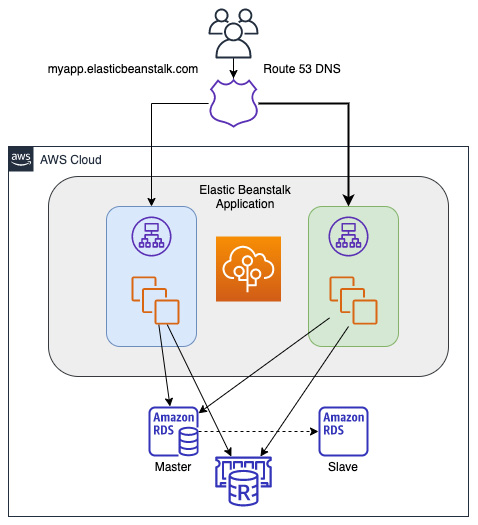 myapp.elasticbeanstalk.com
Route 53 DNS
aws
AWS Cloud
Elastic Beanstalk
Application
Amazon
RDS
Master
Amazon
RDS
Slave
R